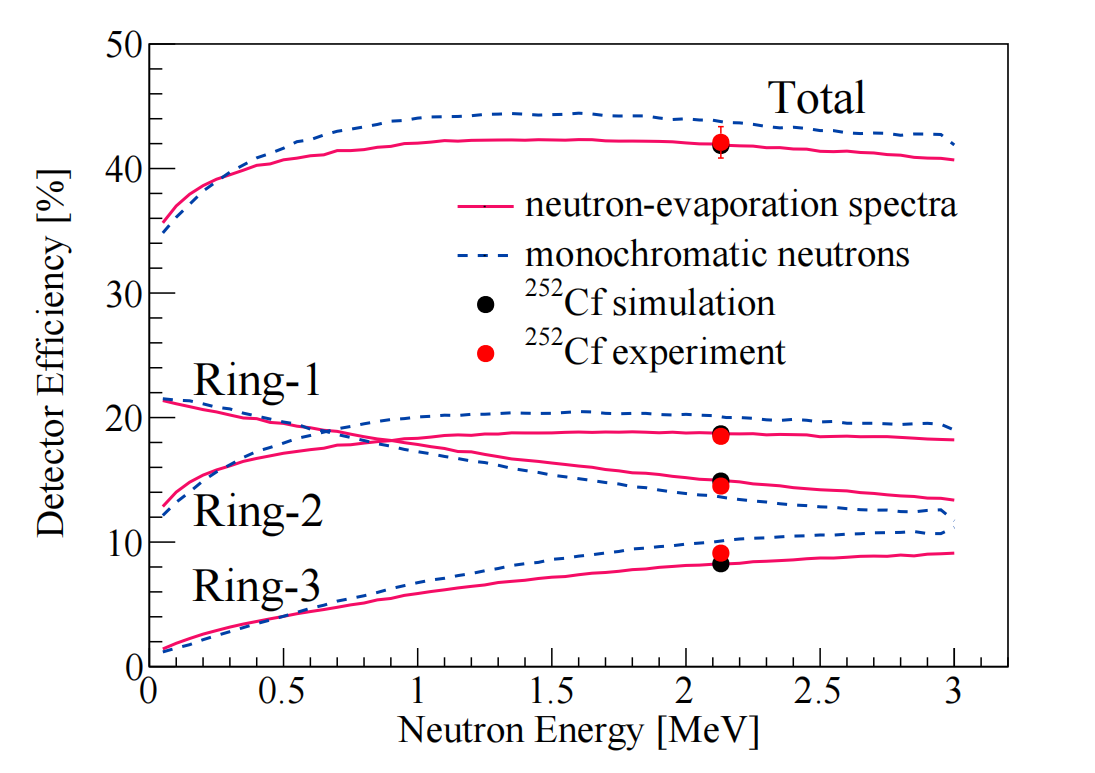 50
Total
40
neutron-evaporation spectra
monochromatic neutrons
30
252Cf simulation
252Cf experiment
Ring-1
20
Ring-2
10
Ring-3
0
0 0.5 1 1.5 2 2.5 3
Neutron Energy [MeV]
Detector Efficiency [%]